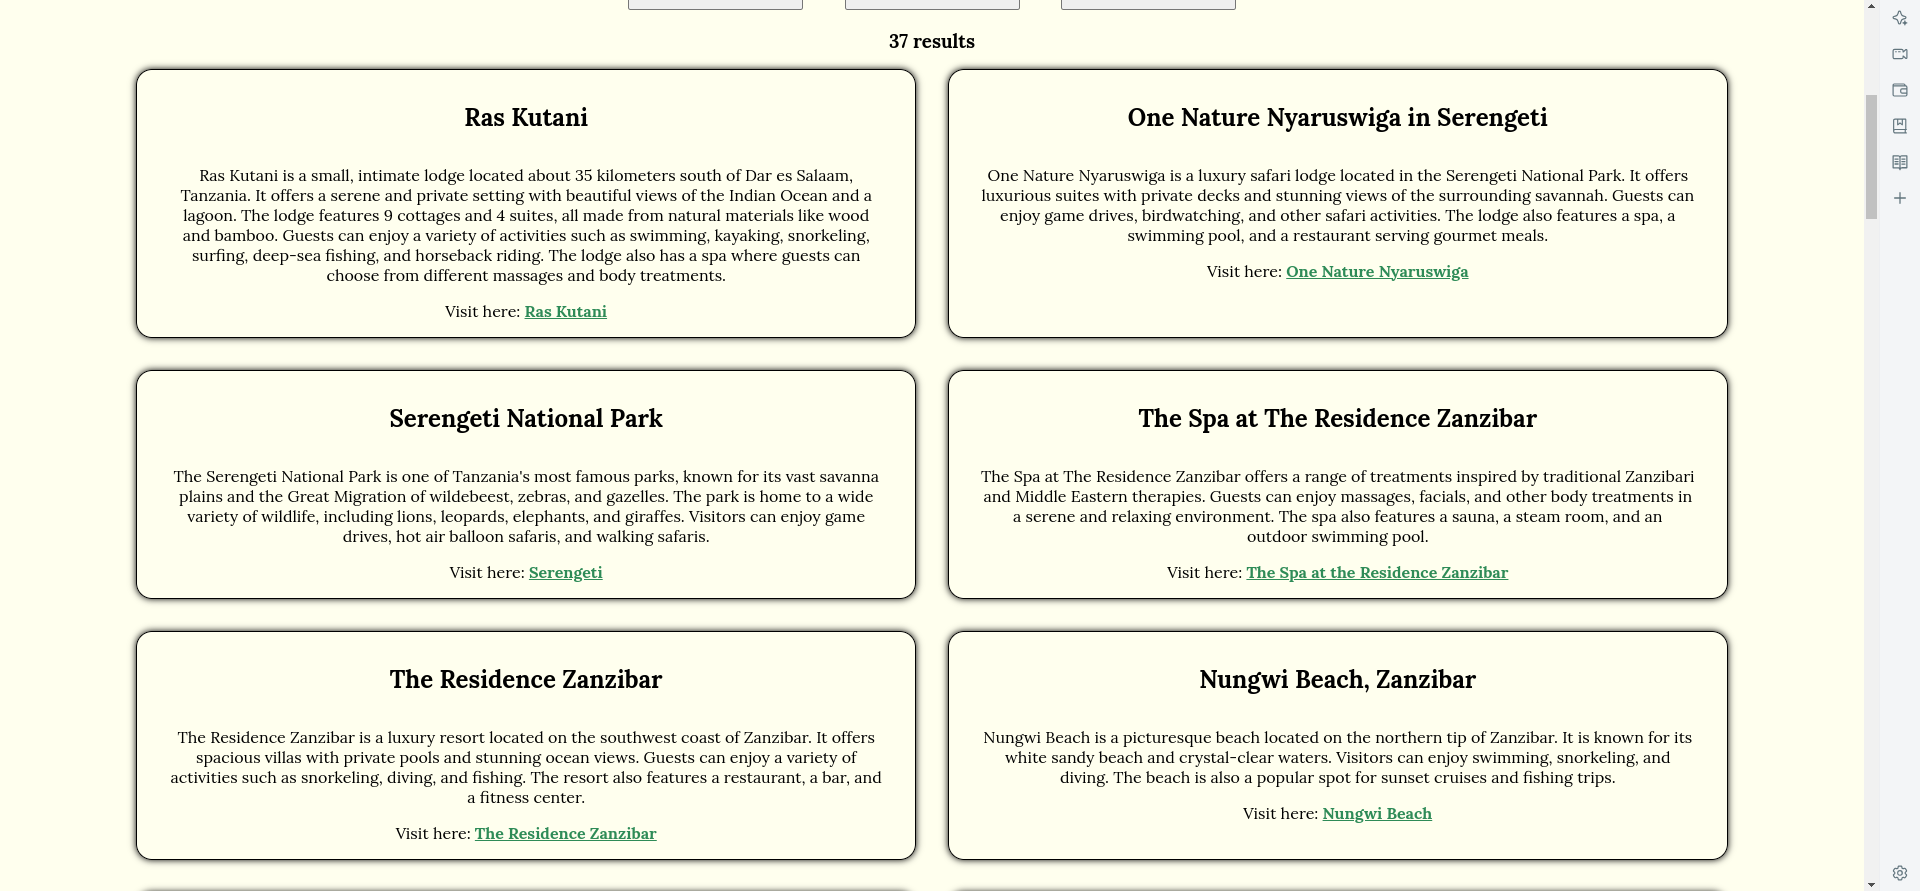 37 results
Ras Kutani
Ras Kutani is a small, intimate lodge located about 35 kilometers south of Dar es Salaam,
Tanzania. It offers a serene and private setting with beautiful views of the Indian Ocean and a
lagoon. The lodge features 9 cottages and 4 suites, all made from natural materials like wood
and bamboo. Guests can enjoy a variety of activities such as swimming, kayaking, snorkeling,
surfing, deep-sea fishing, and horseback riding. The lodge also has a spa where guests can
choose from different massages and body treatments.
Visit here: Ras Kutani
One Nature Nyaruswiga in Serengeti
One Nature Nyaruswiga is a luxury safari lodge located in the Serengeti National Park. It offers
luxurious suites with private decks and stunning views of the surrounding savannah. Guests can
enjoy game drives, birdwatching, and other safari activities. The lodge also features a spa, a
swimming pool, and a restaurant serving gourmet meals.
Visit here: One Nature Nyaruswiga
Serengeti National Park
The Serengeti National Park is one of Tanzania's most famous parks, known for its vast savanna
plains and the Great Migration of wildebeest, zebras, and gazelles. The park is home to a wide
variety of wildlife, including lions, leopards, elephants, and giraffes. Visitors can enjoy game
drives, hot air balloon safaris, and walking safaris.
Visit here: Serengeti
The Spa at The Residence Zanzibar
The Spa at The Residence Zanzibar offers a range of treatments inspired by traditional Zanzibari
and Middle Eastern therapies. Guests can enjoy massages, facials, and other body treatments in
a serene and relaxing environment. The spa also features a sauna, a steam room, and an
outdoor swimming pool.
Visit here: The Spa at the Residence Zanzibar
The Residence Zanzibar
The Residence Zanzibar is a luxury resort located on the southwest coast of Zanzibar. It offers
spacious villas with private pools and stunning ocean views. Guests can enjoy a variety of
activities such as snorkeling, diving, and fishing. The resort also features a restaurant, a bar, and
a fitness center.
Visit here: The Residence Zanzibar
Nungwi Beach, Zanzibar
Nungwi Beach is a picturesque beach located on the northern tip of Zanzibar. It is known for its
white sandy beach and crystal-clear waters. Visitors can enjoy swimming, snorkeling, and
diving. The beach is also a popular spot for sunset cruises and fishing trips.
Visit here: Nungwi Beach